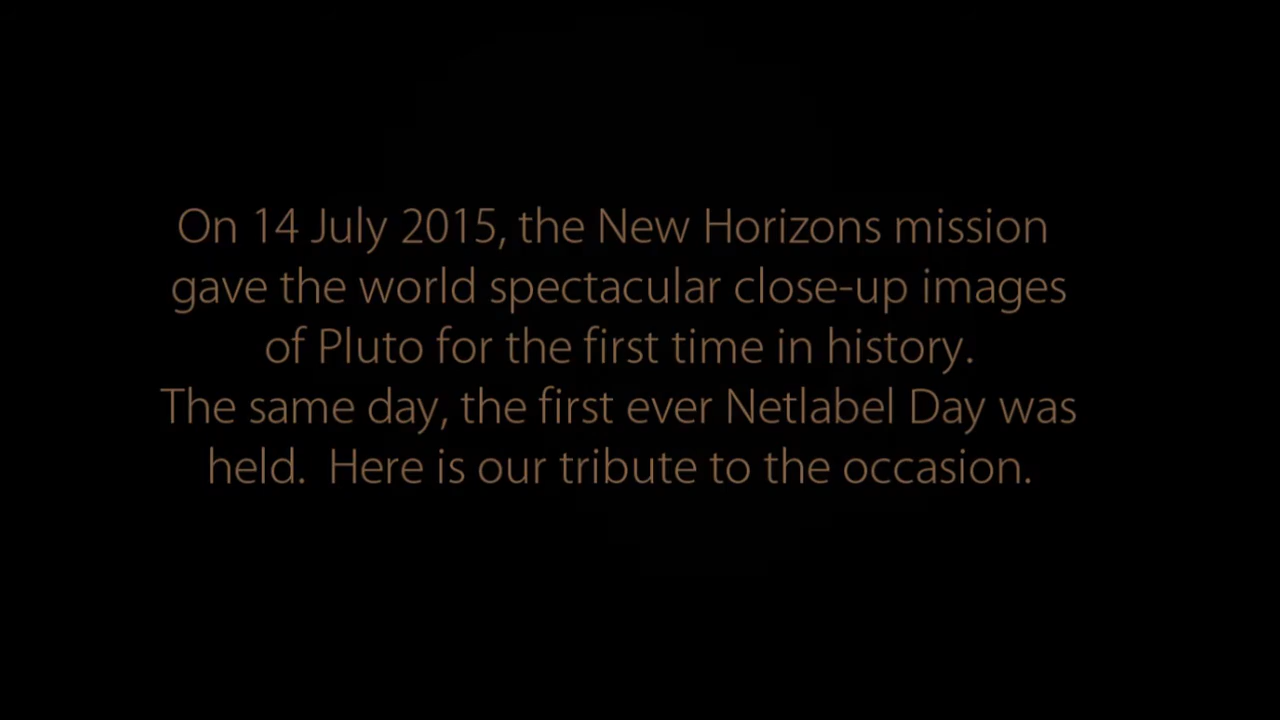 On 14 July 2015, the New Horizons mission
gave the world spectacular close-up images
of Pluto for the first time in history.
The same day, the first ever Netlabel Day was
held.  Here is our tribute to the occasion.